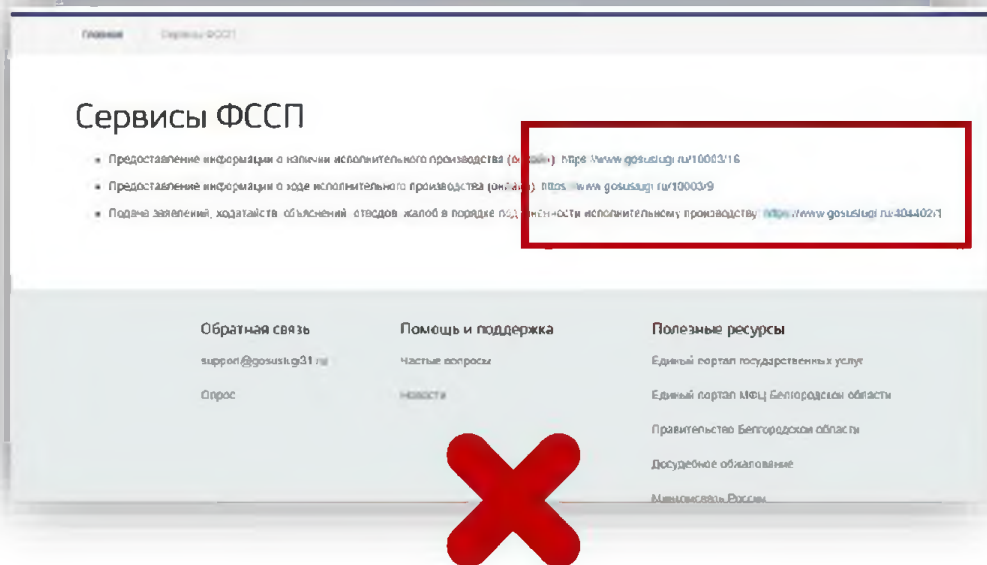 Главная Сервисы ФССП
Сервисы ФССП
Предоставление информации о наличии исполнительного производства (онлайн): https://www.gosuslugi.ru/10003/16
Предоставление информации о ходе исполнительного производства (онлайн): https://www.gosuslugi.ru/10003/9
Подача заявлений, ходатайств, объяснений, отводов, жалоб в порядке подчиненности исполнительному производству: https://www.gosuslugi.ru/404402/1
Обратная связь Помощь и поддержка Полезные ресурсы
support@gosuslugi31.ru Частые вопросы Единый портал государственных услуг
Опрос Новости Единый портал МФЦ Белгородской области
Правительство Белгородской области
Досудебное обжалование
Минкомсвязь России